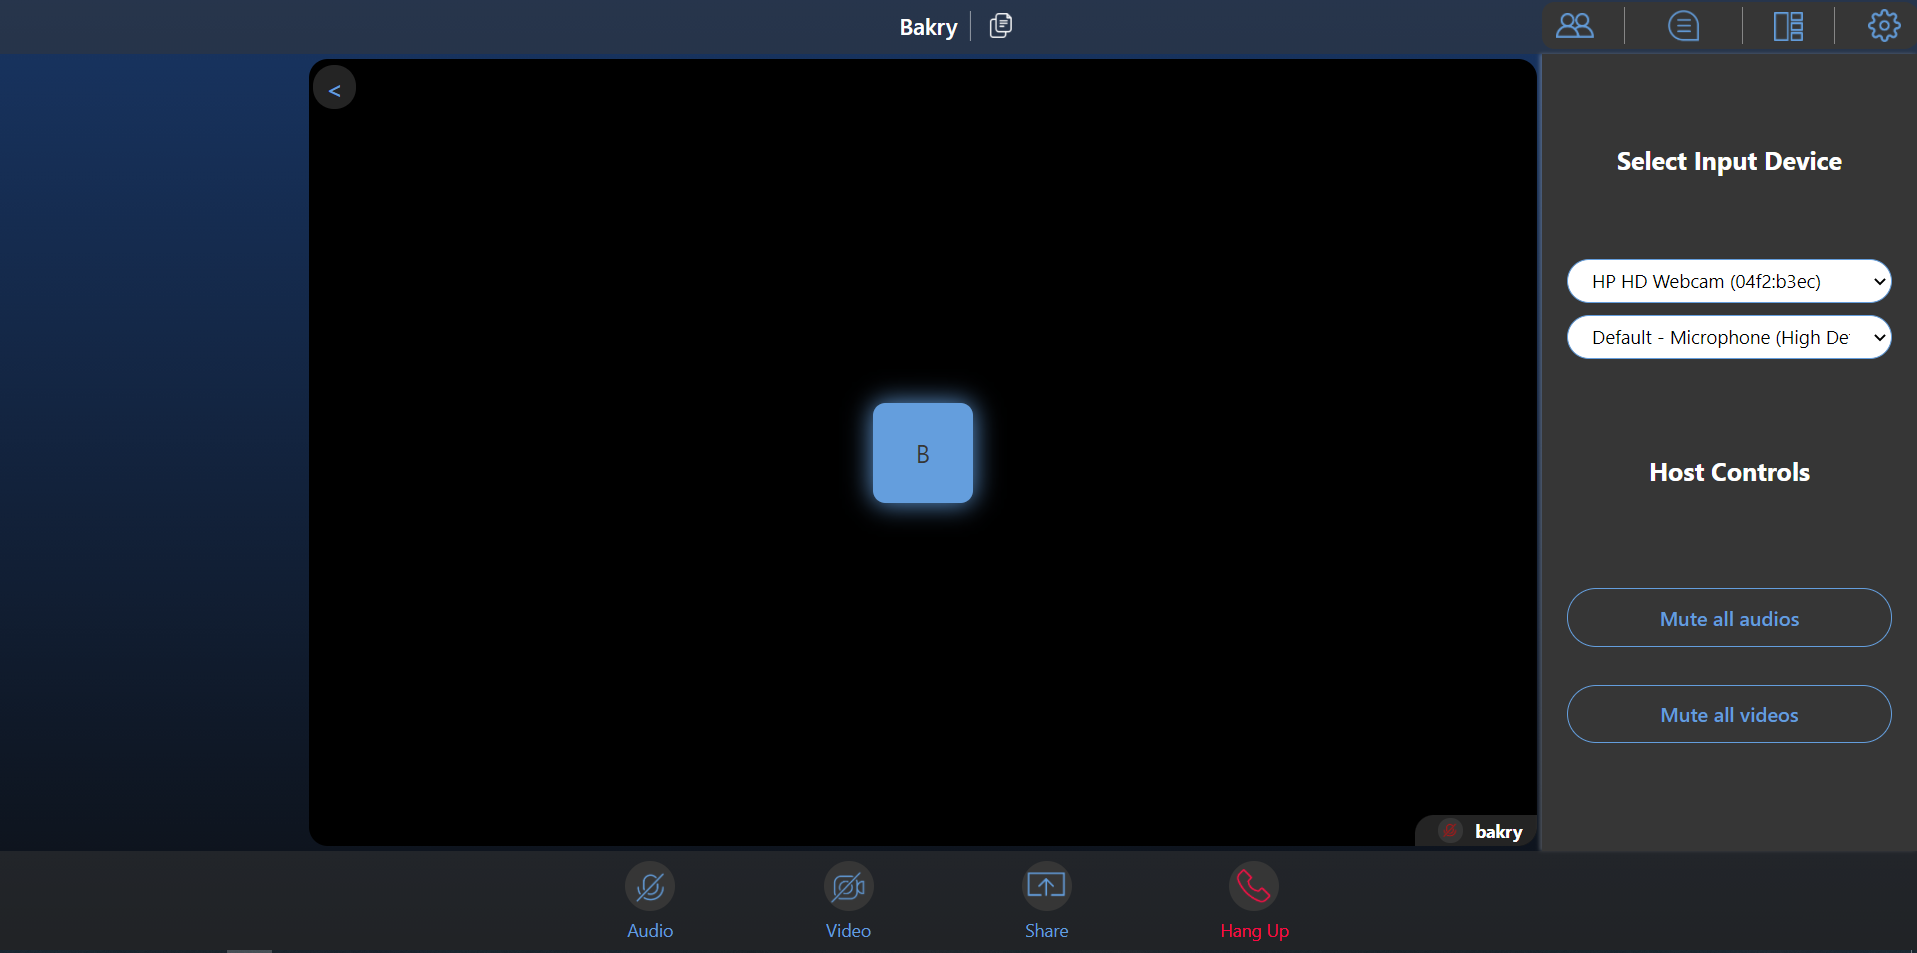 Bakry
<
B
bakry
Select Input Device
HP HD Webcam (04f2:b3ec)
Default - Microphone (High De
Host Controls
Mute all audios
Mute all videos
Audio
Video
Share
Hang Up